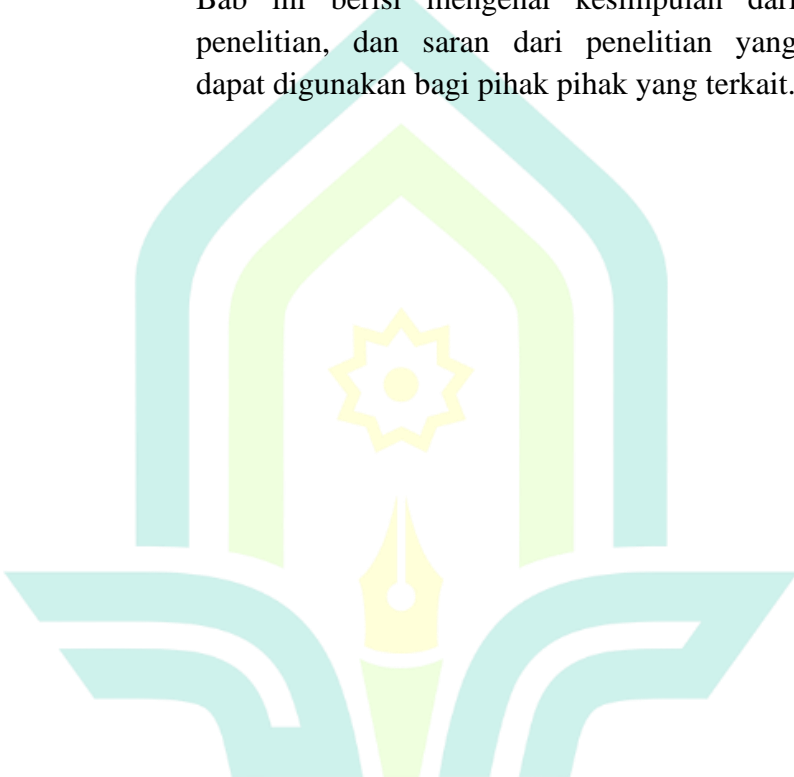 Bab ini berisi mengenai kesimpulan dari
penelitian, dan saran dari penelitian yang
dapat digunakan bagi pihak pihak yang terkait.